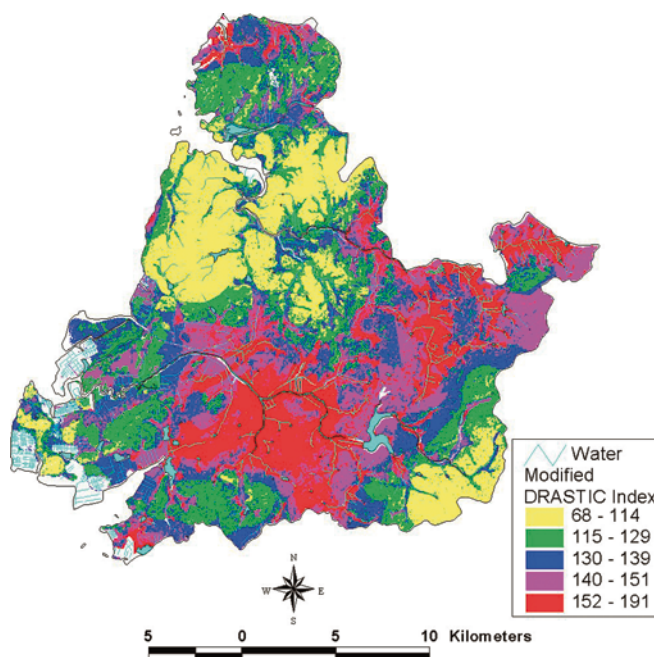 Water
Modified
DRASTIC Index
68 - 114
115 - 129
130 - 139
140 - 151
152 - 191
N
W E
S
5 0 5 10 Kilometers